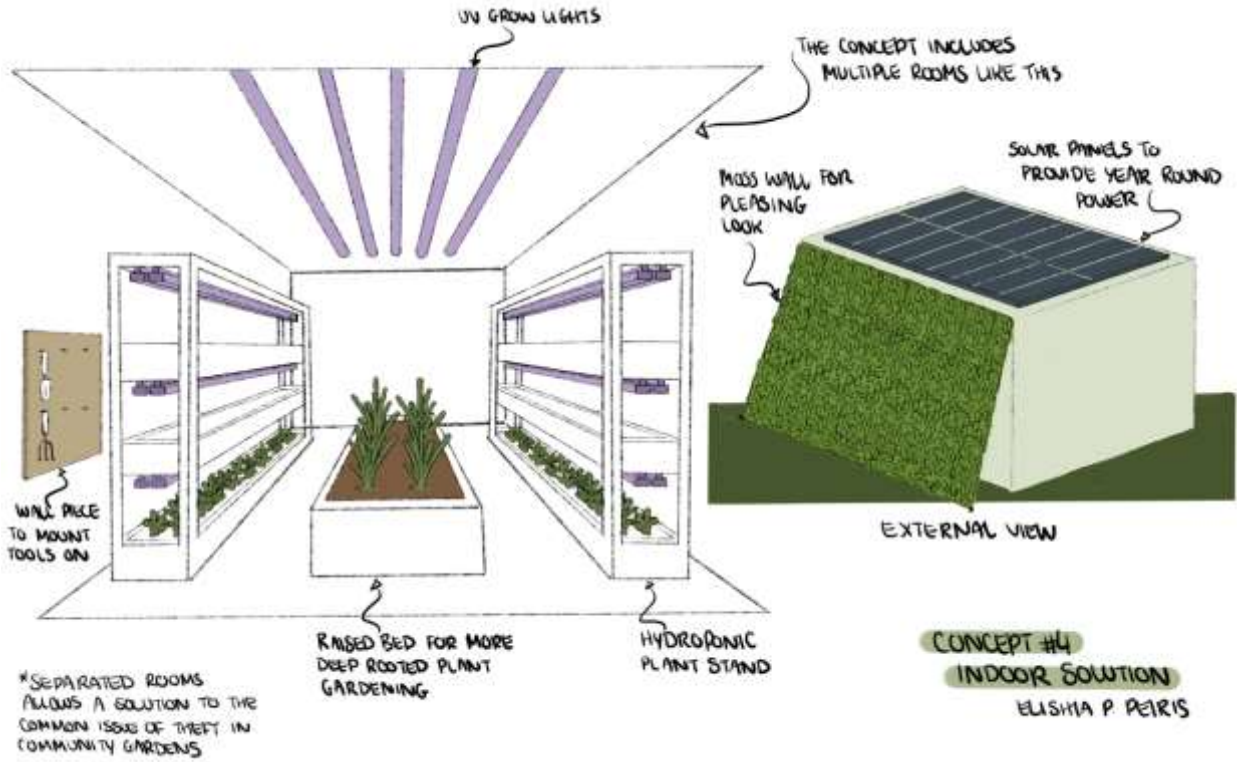 UV GROW LIGHTS
THE CONCEPT INCLUDES
MULTIPLE ROOMS LIKE THIS
SOLAR PANELS TO
PROVIDE YEAR ROUND
POWER
MOSS WALL FOR
PLEASING
LOOK
WALL PIECE
TO MOUNT
TOOLS ON
EXTERNAL VIEW
RAISED BED FOR MORE
DEEP ROOTED PLANT
GARDENING
HYDROPONIC
PLANT STAND
*SEPARATED ROOMS
ALLOWS A SOLUTION TO THE
COMMON ISSUE OF THEFT IN
COMMUNITY GARDENS
CONCEPT #4
INDOOR SOLUTION
ELISHIA P PEIRIS